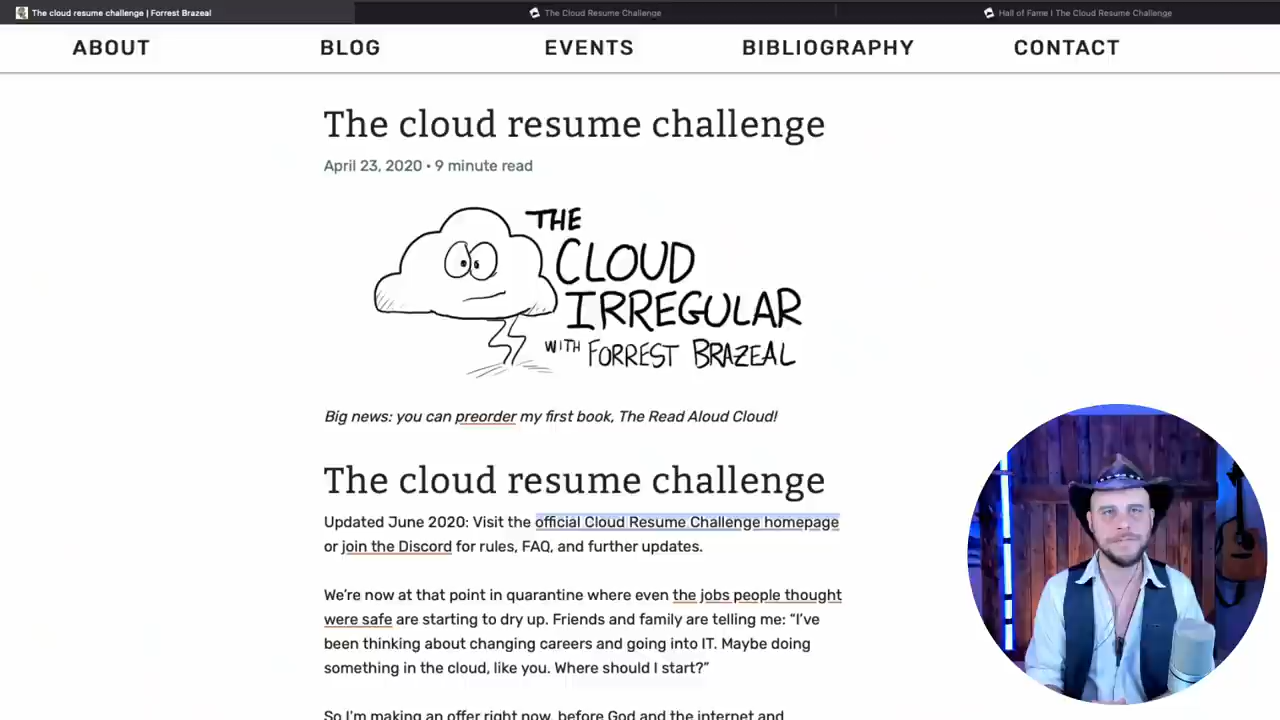 The cloud resume challenge | Forrest Brazeal
The Cloud Resume Challenge
Hall of Fame | The Cloud Resume Challenge
ABOUT
BLOG
EVENTS
BIBLIOGRAPHY
CONTACT
The cloud resume challenge
April 23, 2020 • 9 minute read
THE
CLOUD
IRREGULAR
WITH FORREST BRAZEAL
Big news: you can preorder my first book, The Read Aloud Cloud!
The cloud resume challenge
Updated June 2020: Visit the official Cloud Resume Challenge homepage
or join the Discord for rules, FAQ, and further updates.
We’re now at that point in quarantine where even the jobs people thought
were safe are starting to dry up. Friends and family are telling me: “I’ve
been thinking about changing careers and going into IT. Maybe doing
something in the cloud, like you. Where should I start?”
So I’m making an offer right now, before God and the internet and